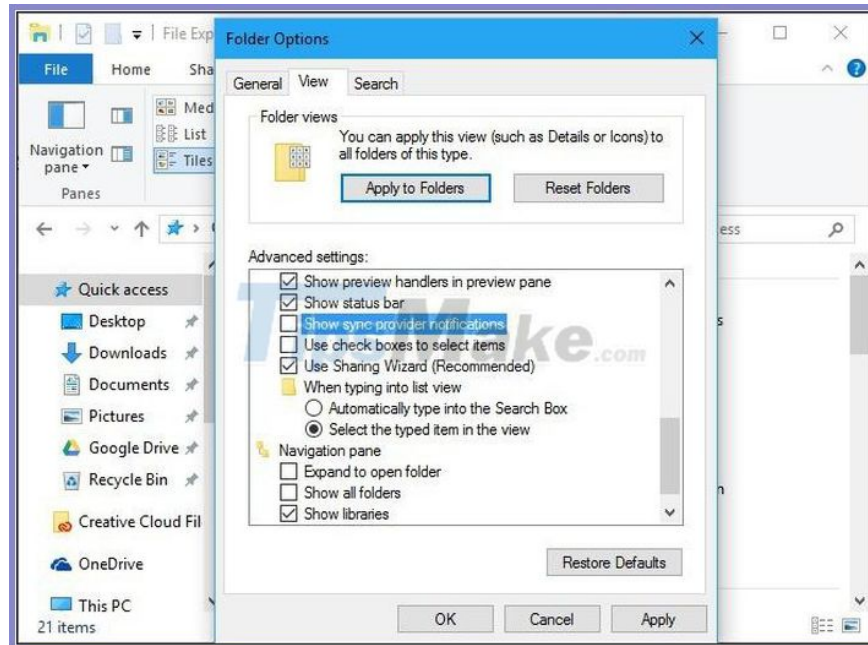 File Exp
Folder Options
File
Home
Sha
General
View
Search
Folder views
You can apply this view (such as Details or Icons) to
all folders of this type.
Apply to Folders
Reset Folders
Med
List
Tiles
Navigation
pane
Panes
ess
Advanced settings:
Show preview handlers in preview pane
Show status bar
Show sync provider notifications
Use check boxes to select items
Use Sharing Wizard (Recommended)
When typing into list view
Automatically type into the Search Box
Select the typed item in the view
Navigation pane
Expand to open folder
Show all folders
Show libraries
TipsMake.com
Quick access
Desktop
Downloads
Documents
Pictures
Google Drive
Recycle Bin
Creative Cloud Fil
OneDrive
This PC
21 items
s
n
Restore Defaults
OK
Cancel
Apply